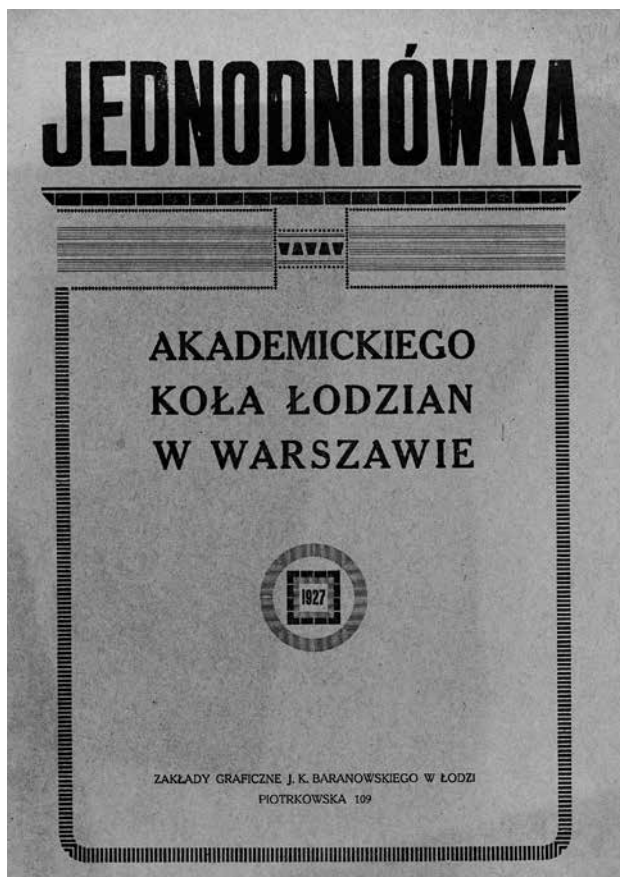 JEDNODNIÓWKA
AKADEMICKIEGO
KOŁA ŁODZIAN
W WARSZAWIE
1927
ZAKŁADY GRAFICZNE J. K. BARANOWSKIEGO W ŁODZI
PIOTRKOWSKA 109